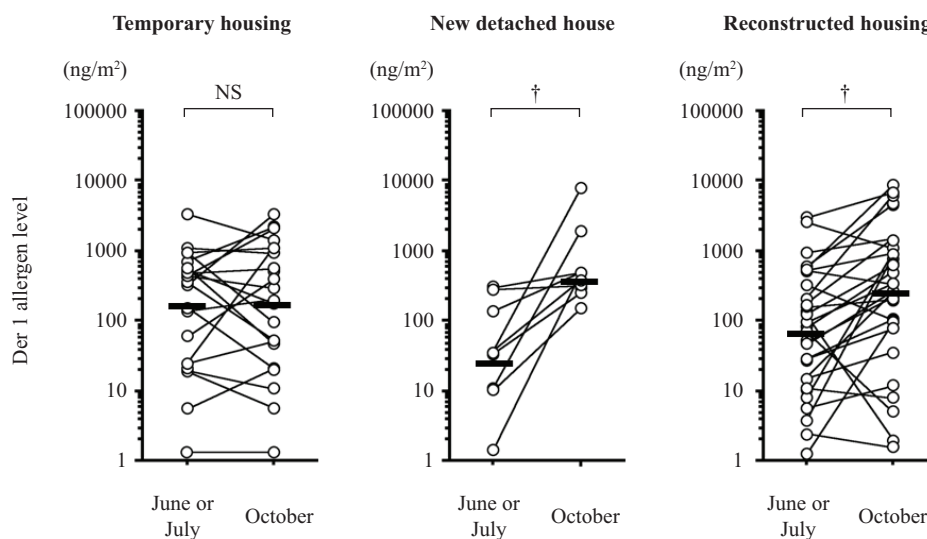 Temporary housing
New detached house
Reconstructed housing
(ng/m²)
(ng/m²)
(ng/m²)
NS
†
†
Der 1 allergen level
100000
10000
1000
100
10
1
100000
10000
1000
100
10
1
100000
10000
1000
100
10
1
June or
July
October
June or
July
October
June or
July
October